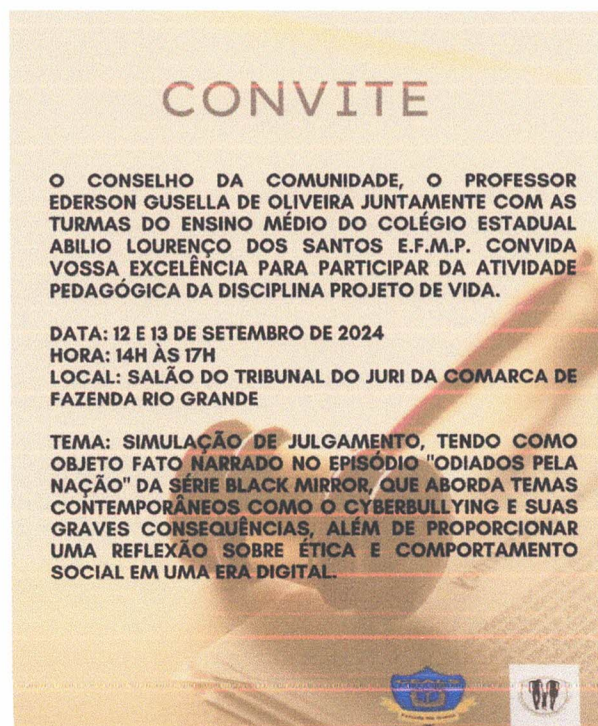 CONVITE
O CONSELHO DA COMUNIDADE, O PROFESSOR
EDERSON GUSELLA DE OLIVEIRA JUNTAMENTE COM AS
TURMAS DO ENSINO MÉDIO DO COLÉGIO ESTADUAL
ABILIO LOURENÇO DOS SANTOS E.F.M.P. CONVIDA
VOSSA EXCELÊNCIA PARA PARTICIPAR DA ATIVIDADE
PEDAGÓGICA DA DISCIPLINA PROJETO DE VIDA.
DATA: 12 E 13 DE SETEMBRO DE 2024
HORA: 14H ÀS 17H
LOCAL: SALÃO DO TRIBUNAL DO JURI DA COMARCA DE
FAZENDA RIO GRANDE
TEMA: SIMULAÇÃO DE JULGAMENTO, TENDO COMO
OBJETO FATO NARRADO NO EPISÓDIO "ODIADOS PELA
NAÇÃO" DA SÉRIE BLACK MIRROR, QUE ABORDA TEMAS
CONTEMPORÂNEOS COMO O CYBERBULLYING E SUAS
GRAVES CONSEQUÊNCIAS, ALÉM DE PROPORCIONAR
UMA REFLEXÃO SOBRE ÉTICA E COMPORTAMENTO
SOCIAL EM UMA ERA DIGITAL.
Fazenda Rio Grande